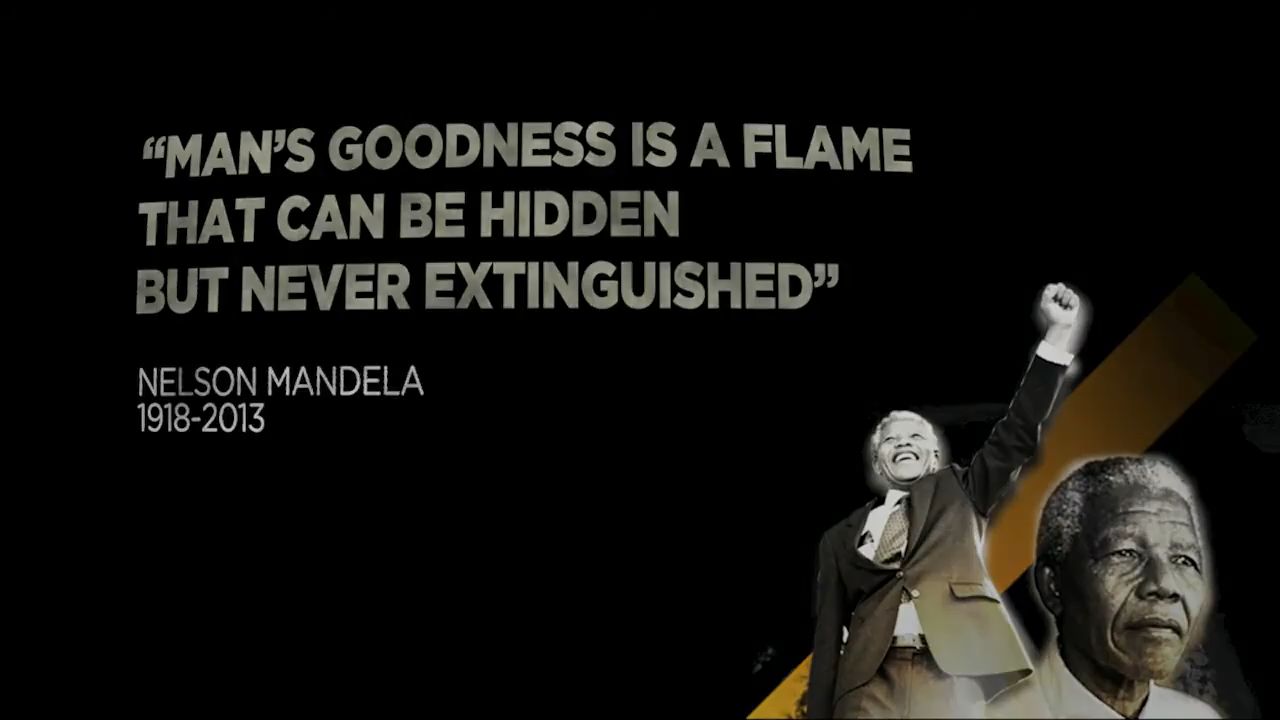 “MAN’S GOODNESS IS A FLAME
THAT CAN BE HIDDEN
BUT NEVER EXTINGUISHED”
NELSON MANDELA
1918-2013